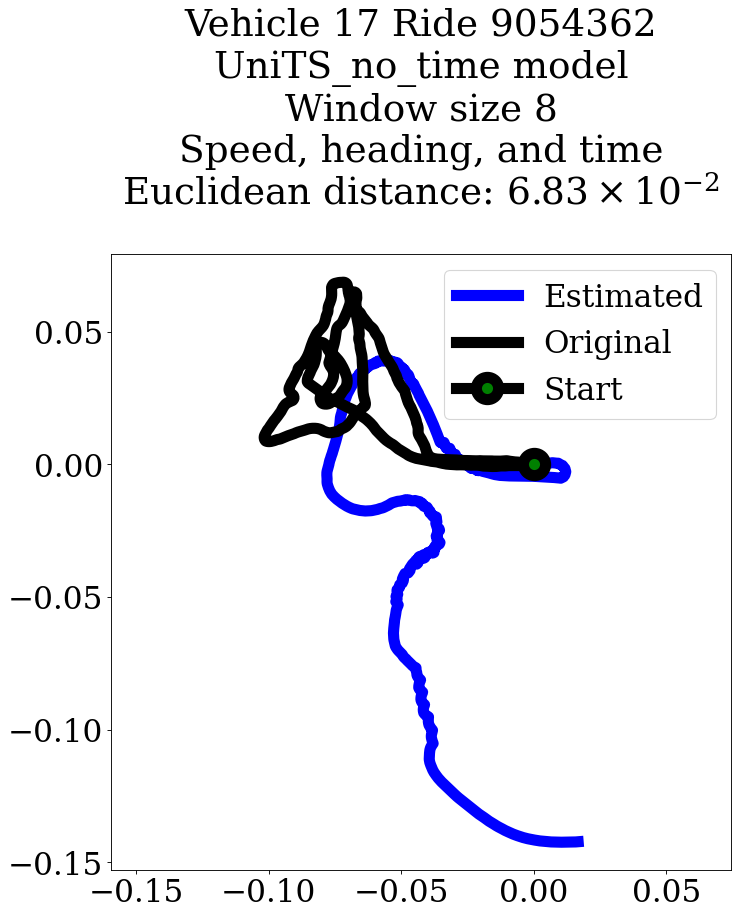 Vehicle 17 Ride 9054362
UniTS_no_time model
Window size 8
Speed, heading, and time
Euclidean distance: 6.83 × 10⁻²
Estimated
Original
Start
0.05
0.00
−0.05
−0.10
−0.15
−0.15 −0.10 −0.05 0.00 0.05